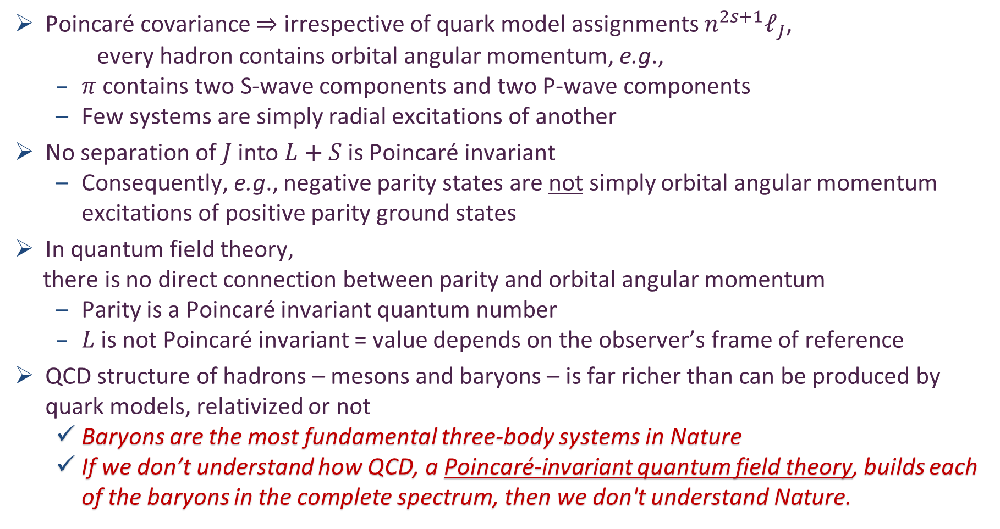 ➢ Poincaré covariance ⇒ irrespective of quark model assignments n²ˢ⁺¹ℓ_J,
every hadron contains orbital angular momentum, e.g.,
− π contains two S-wave components and two P-wave components
– Few systems are simply radial excitations of another
➢ No separation of J into L + S is Poincaré invariant
– Consequently, e.g., negative parity states are not simply orbital angular momentum
excitations of positive parity ground states
➢ In quantum field theory,
there is no direct connection between parity and orbital angular momentum
– Parity is a Poincaré invariant quantum number
− L is not Poincaré invariant = value depends on the observer’s frame of reference
➢ QCD structure of hadrons – mesons and baryons – is far richer than can be produced by
quark models, relativized or not
✓ Baryons are the most fundamental three-body systems in Nature
✓ If we don’t understand how QCD, a Poincaré-invariant quantum field theory, builds each
of the baryons in the complete spectrum, then we don't understand Nature.